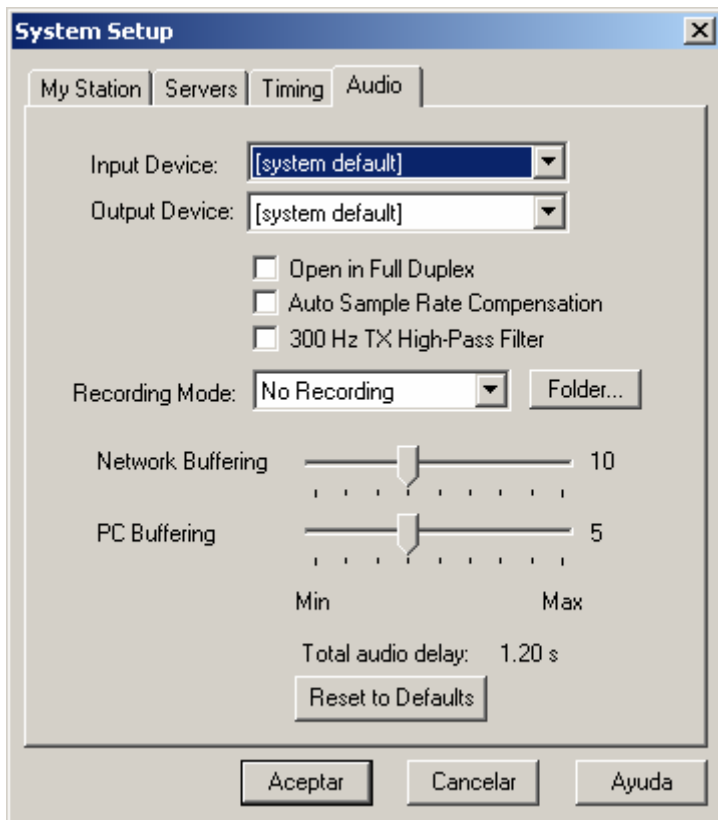 System Setup
My Station Servers Timing Audio
Input Device: [system default]
Output Device: [system default]
Open in Full Duplex
Auto Sample Rate Compensation
300 Hz TX High-Pass Filter
Recording Mode: No Recording Folder...
Network Buffering 10
PC Buffering 5
Min Max
Total audio delay: 1.20 s
Reset to Defaults
Aceptar Cancelar Ayuda